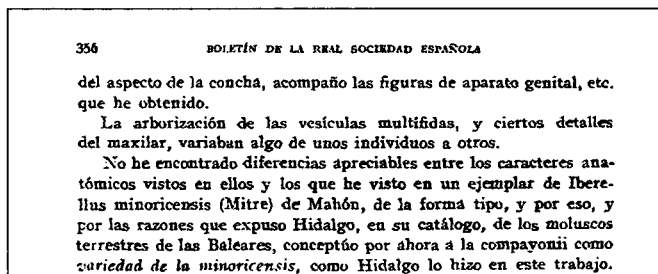 356 BOLETÍN DE LA REAL SOCIEDAD ESPAÑOLA
del aspecto de la concha, acompaño las figuras de aparato genital, etc.
que he obtenido.
La arborización de las vesículas multífidas, y ciertos detalles
del maxilar, variaban algo de unos individuos a otros.
No he encontrado diferencias apreciables entre los caracteres ana-
tómicos vistos en ellos y los que he visto en un ejemplar de Ibere-
llus minoricensis (Mitre) de Mahón, de la forma tipo, y por eso, y
por las razones que expuso Hidalgo, en su catálogo, de los moluscos
terrestres de las Baleares, conceptúo por ahora a la compayonii como
variedad de la minoricensis, como Hidalgo lo hizo en este trabajo.